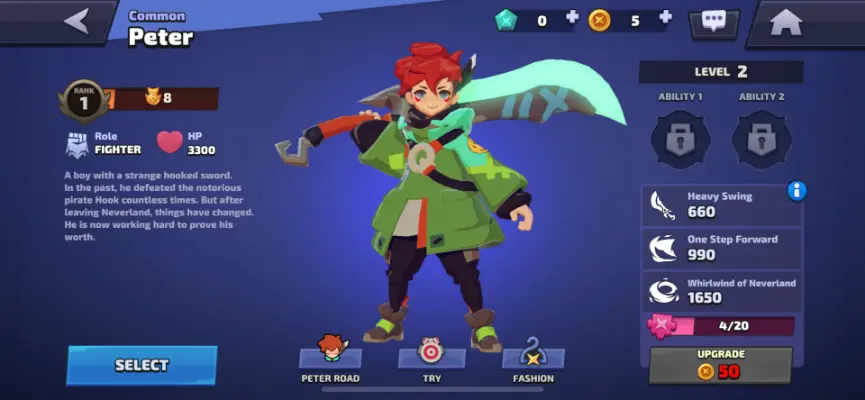 Common
Peter
0
5
RANK
1
8
Role
FIGHTER
HP
3300
A boy with a strange hooked sword.
In the past, he defeated the notorious
pirate Hook countless times. But after
leaving Neverland, things have changed.
He is now working hard to prove his
worth.
SELECT
PETER ROAD
TRY
FASHION
LEVEL 2
ABILITY 1
ABILITY 2
Heavy Swing
660
One Step Forward
990
Whirlwind of Neverland
1650
4/20
UPGRADE
50